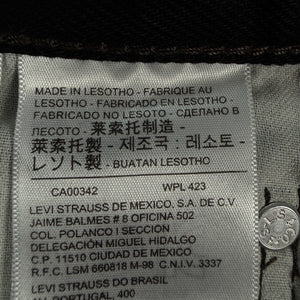 MADE IN LESOTHO - FABRIQUE AU
LESOTHO - FABRICADO EN LESOTHO -
FABRICADO NO LESOTHO - СДЕЛАНО В
ЛЕСОТО - 萊索托制造 -
萊索托製 - 제조국 : 레소토 -
レソト製 - BUATAN LESOTHO
CA00342 WPL 423
LEVI STRAUSS DE MEXICO, S.A. DE C.V
JAIME BALMES # 8 OFICINA 502
COL. POLANCO I SECCION
DELEGACIÓN MIGUEL HIDALGO
C.P. 11510 CIUDAD DE MEXICO
R.F.C. LSM 660818 M-98 C.N.I.V. 3337
LEVI STRAUSS DO BRASIL
PORTUGAL, 400